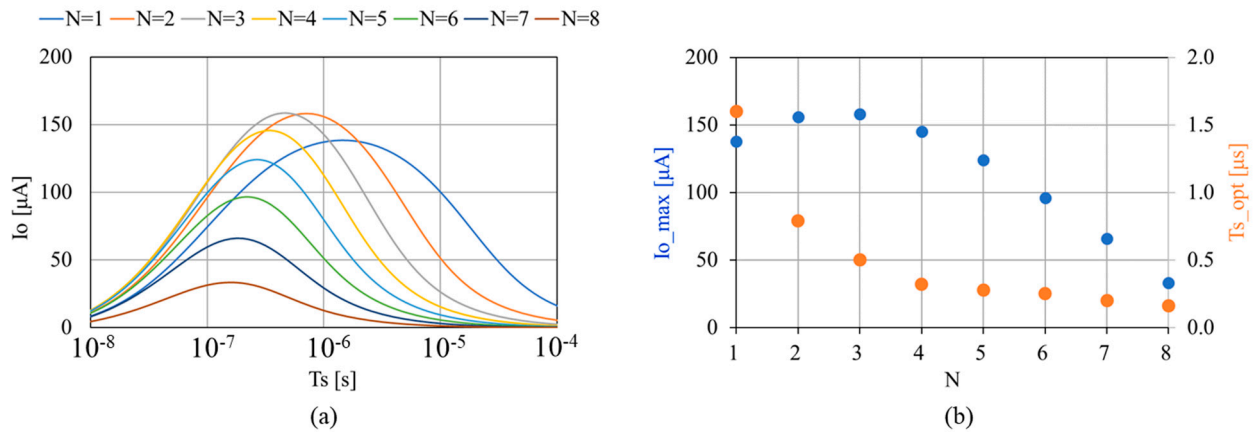 N=1 N=2 N=3 N=4 N=5 N=6 N=7 N=8
200
150
100
50
0
Io [μA]
10-8 10-7 10-6 10-5 10-4
Ts [s]
(a)
200
150
100
50
0
Io_max [μA]
2.0
1.5
1.0
0.5
0.0
Ts_opt [μs]
1 2 3 4 5 6 7 8
N
(b)